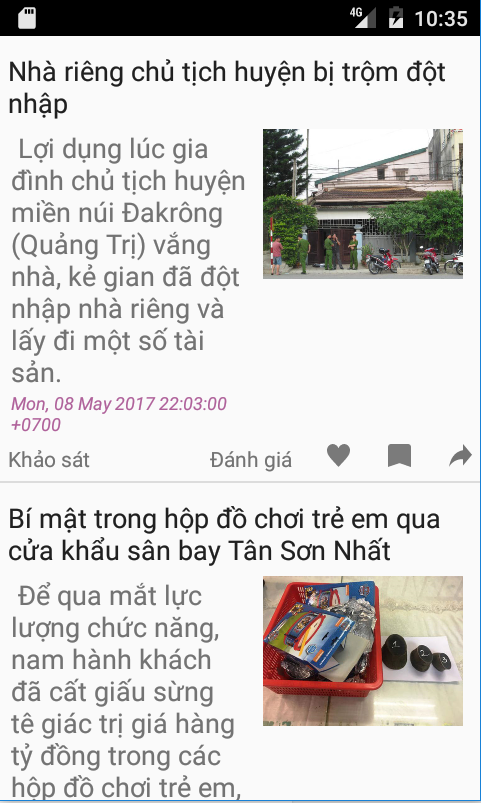 4G 10:35
Nhà riêng chủ tịch huyện bị trộm đột
nhập
Lợi dụng lúc gia
đình chủ tịch huyện
miền núi Đakrông
(Quảng Trị) vắng
nhà, kẻ gian đã đột
nhập nhà riêng và
lấy đi một số tài
sản.
Mon, 08 May 2017 22:03:00
+0700
Khảo sát Đánh giá
Bí mật trong hộp đồ chơi trẻ em qua
cửa khẩu sân bay Tân Sơn Nhất
Để qua mắt lực
lượng chức năng,
nam hành khách
đã cất giấu sừng
tê giác trị giá hàng
tỷ đồng trong các
hộp đồ chơi trẻ em,
1 2 3